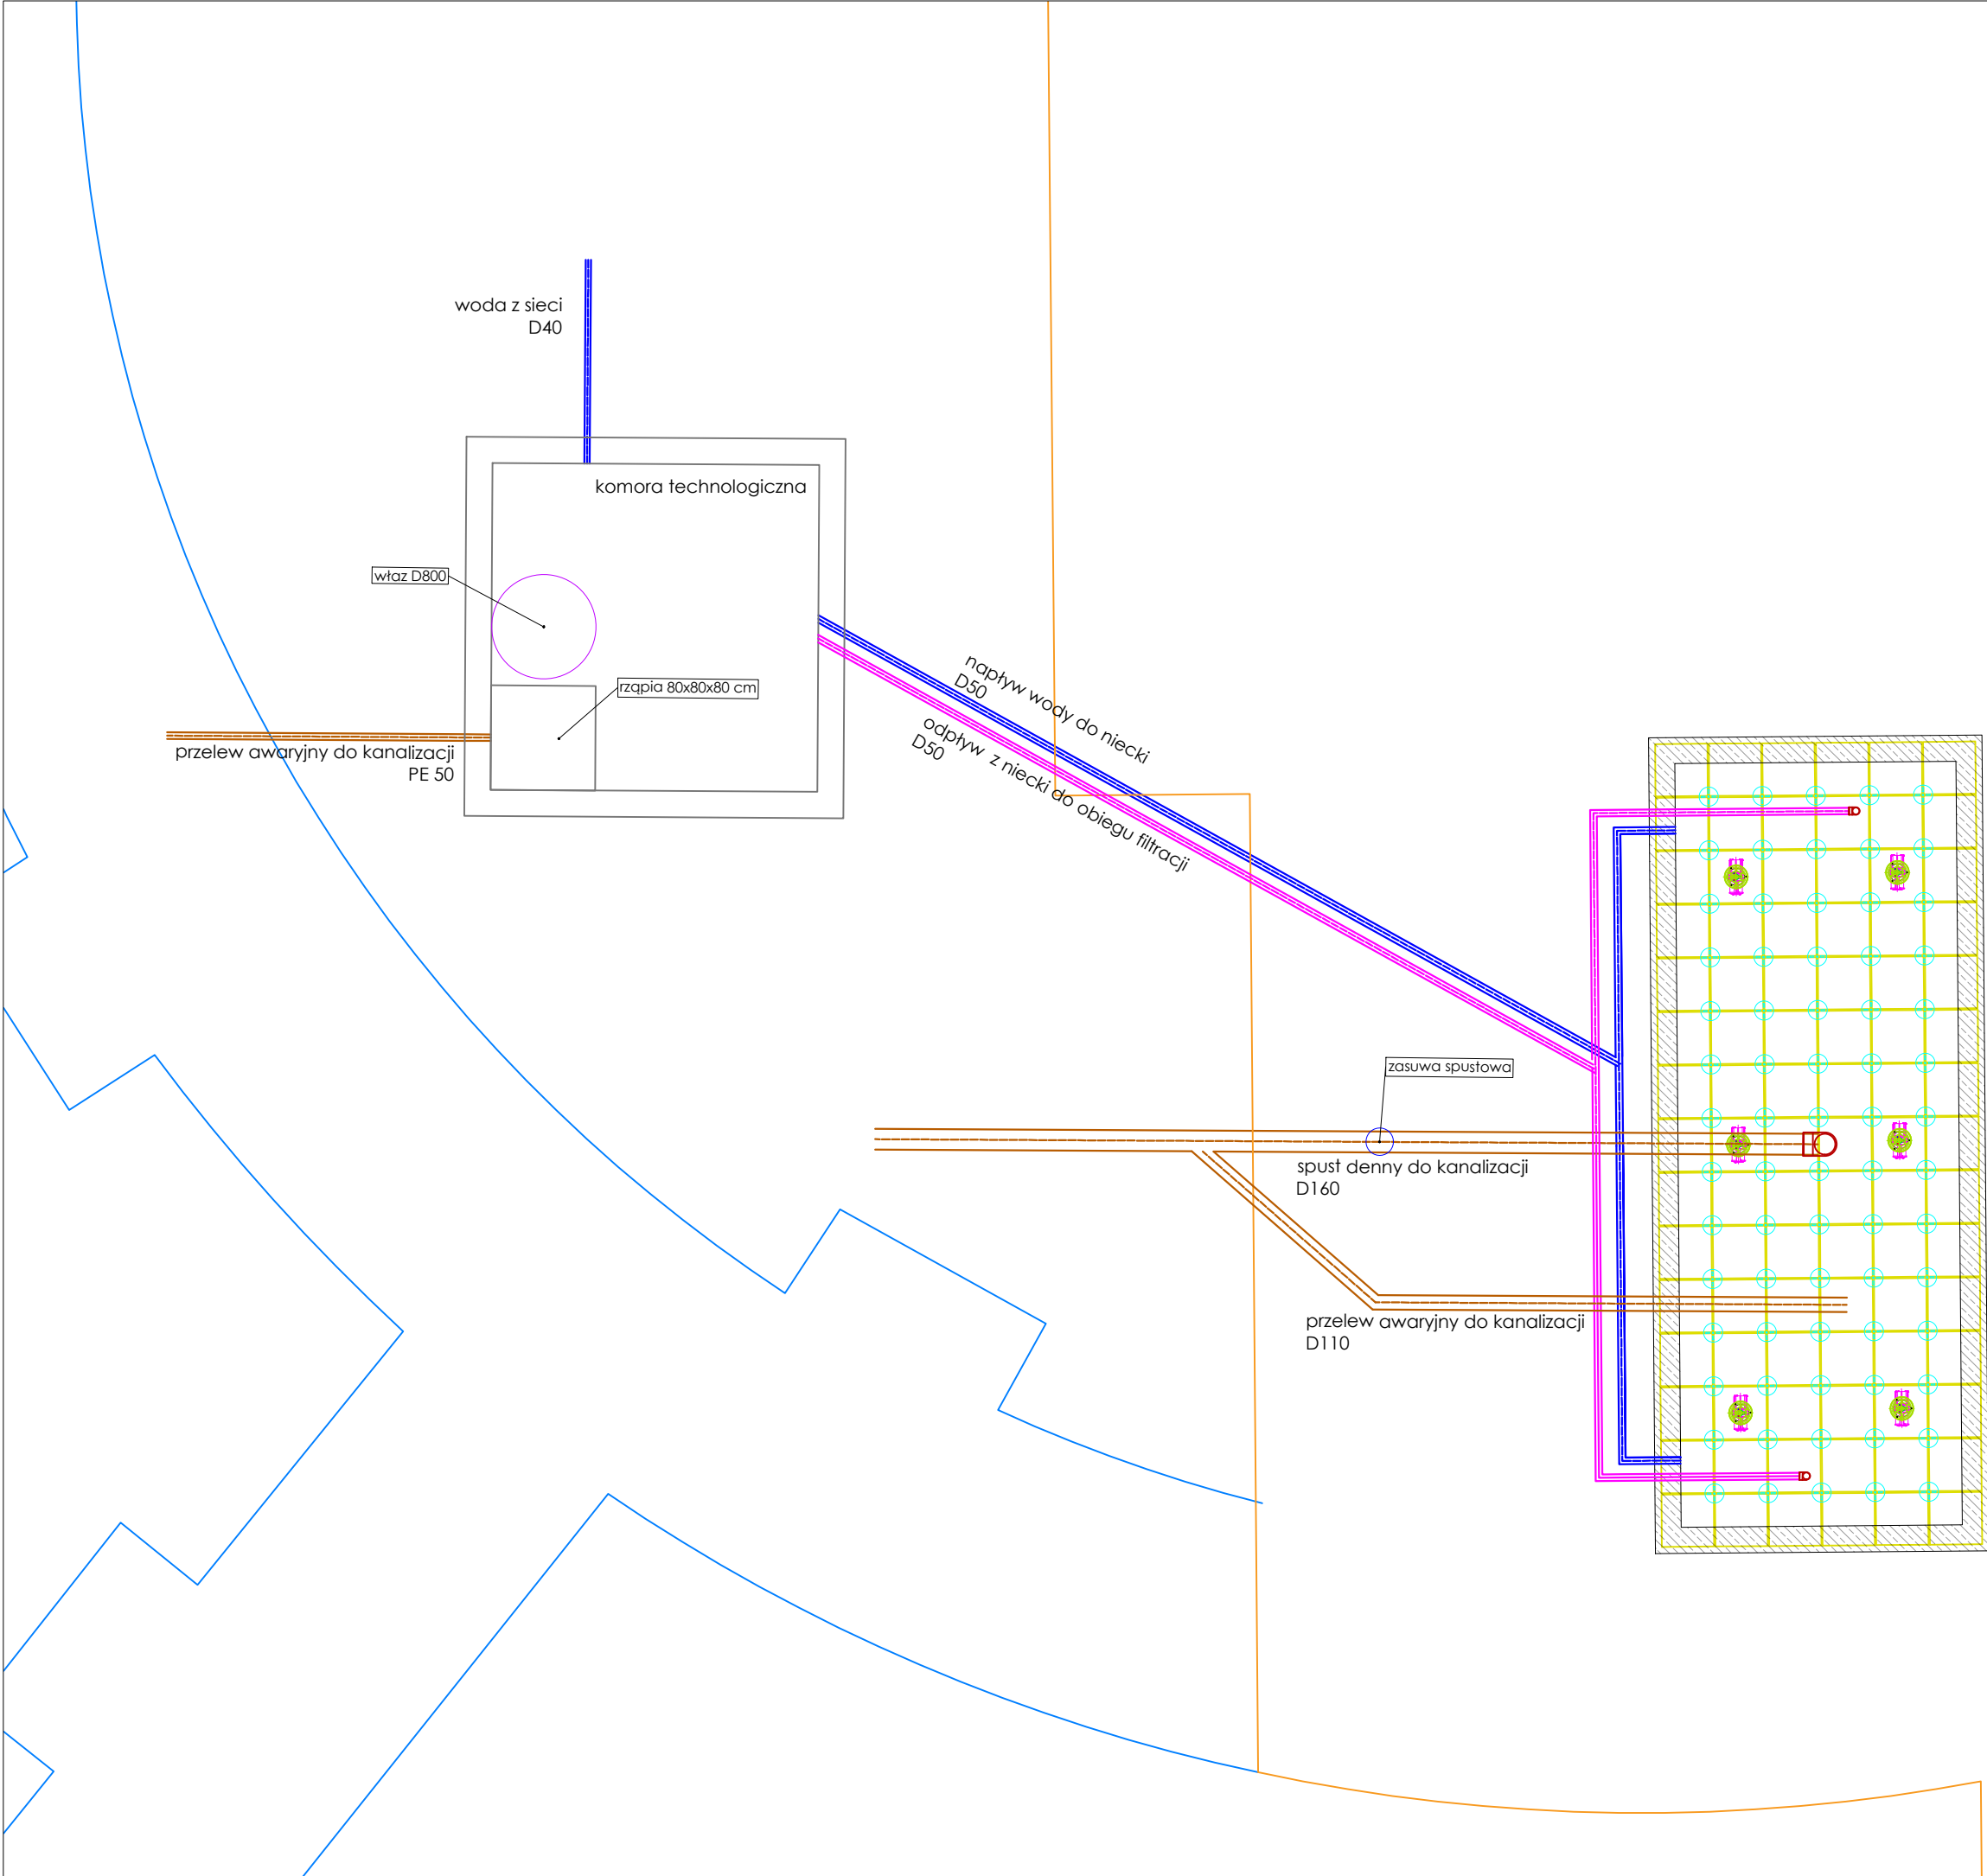 woda z sieci
D40
komora technologiczna
właz D800
rząpia 80x80x80 cm
przelew awaryjny do kanalizacji
PE 50
napływ wody do niecki
D50
odpływ z niecki do obiegu filtracji
D50
zasuwa spustowa
spust denny do kanalizacji
D160
przelew awaryjny do kanalizacji
D110